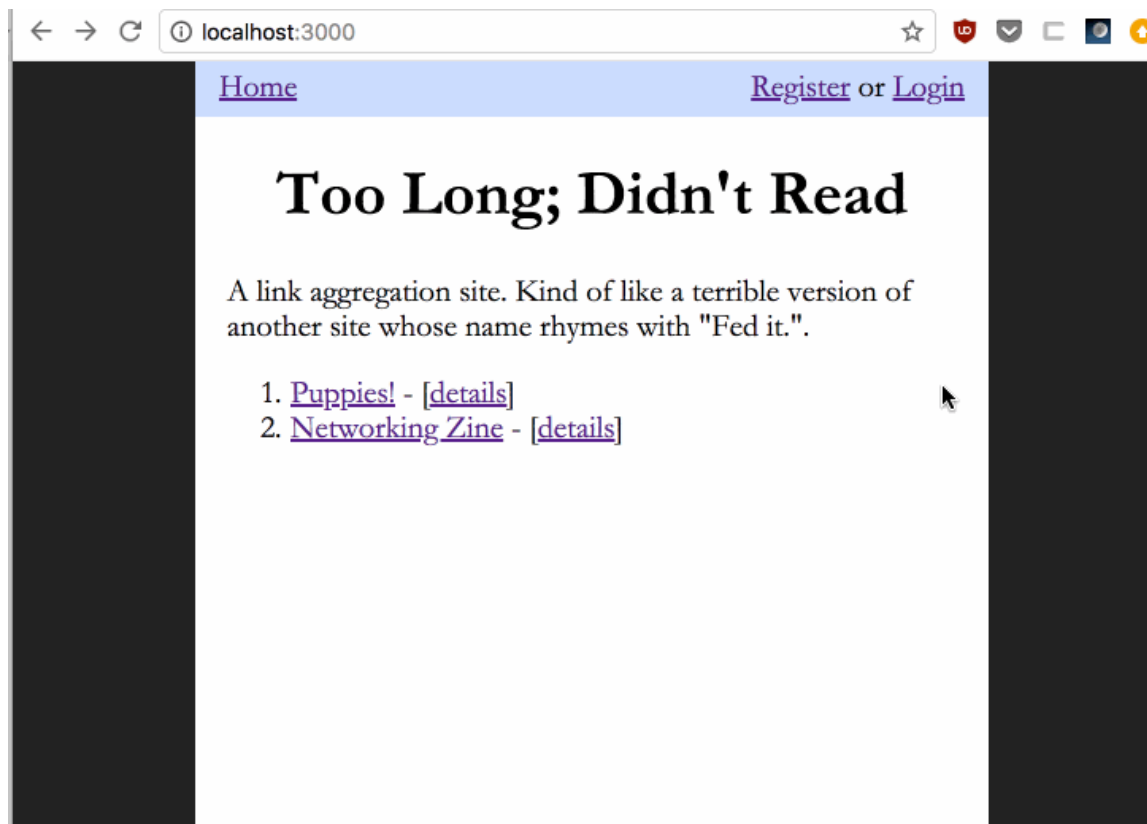 localhost:3000
Home
Register or Login
Too Long; Didn't Read
A link aggregation site. Kind of like a terrible version of
another site whose name rhymes with "Fed it.".
1. Puppies! - [details]
2. Networking Zine - [details]